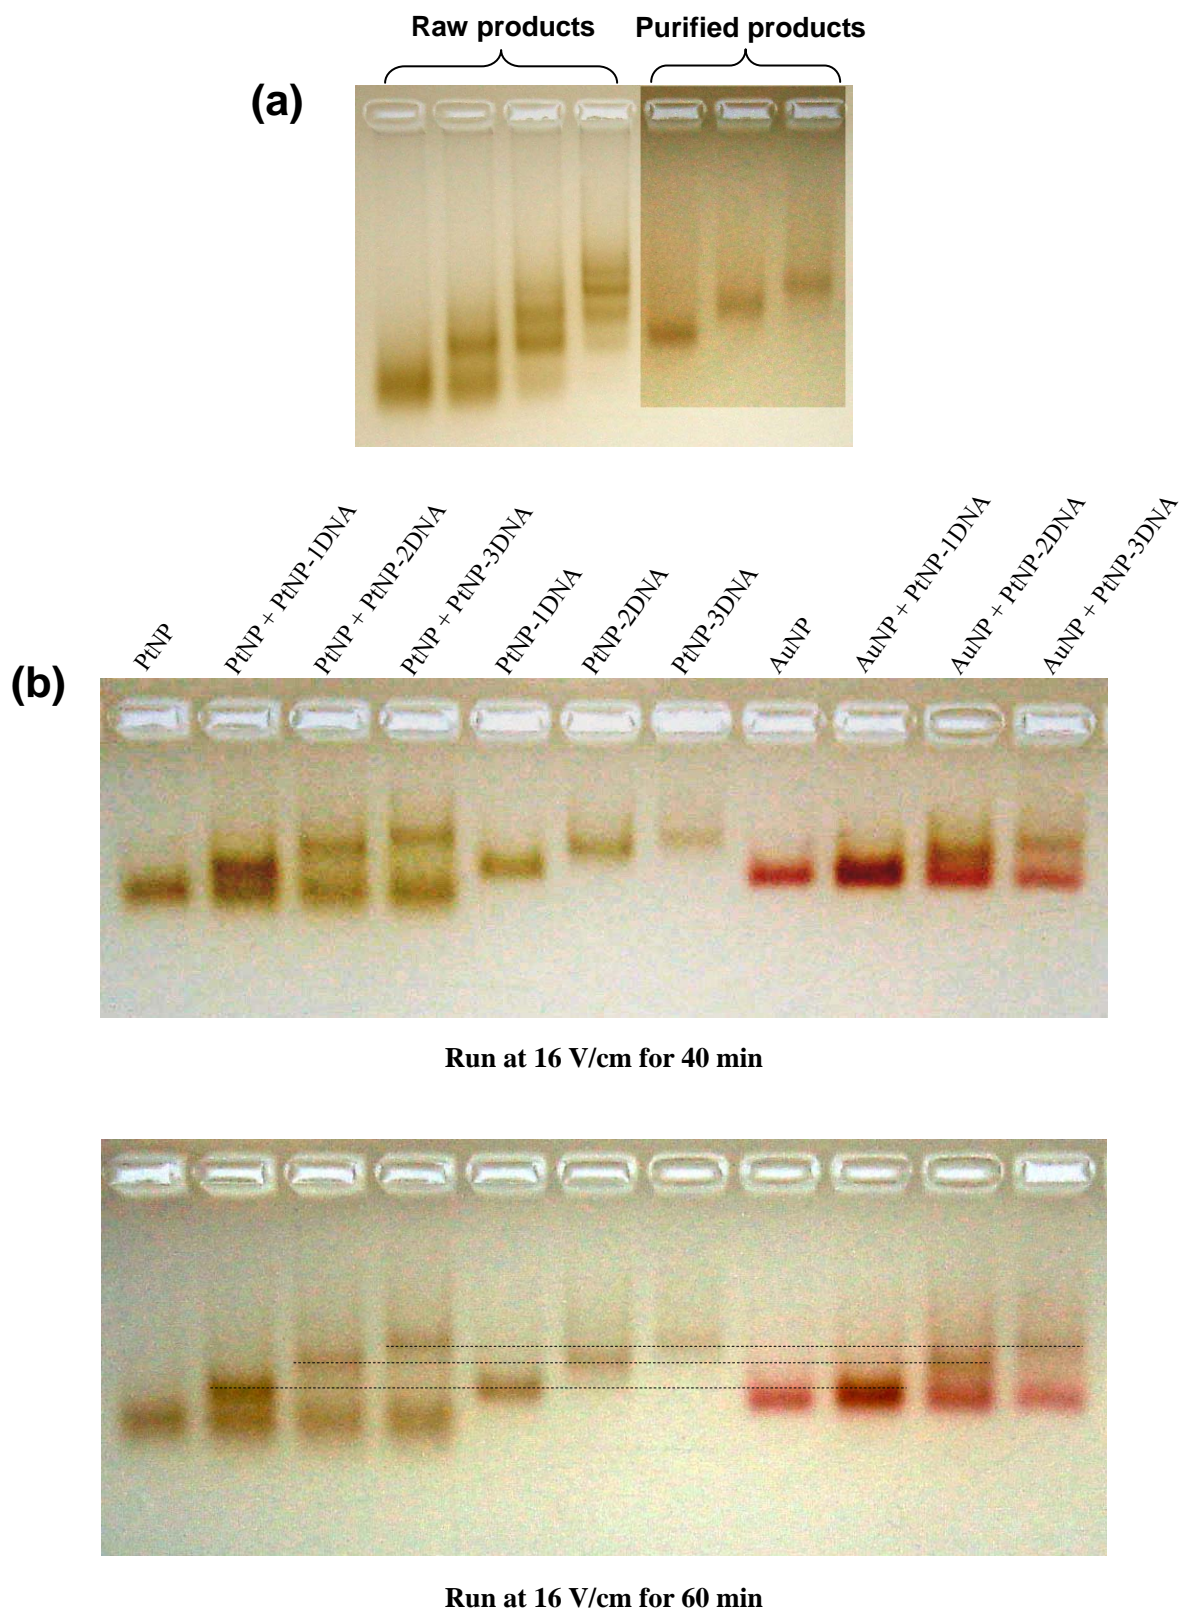 Raw products
Purified products
(a)
PtNP
PtNP + PtNP-1DNA
PtNP + PtNP-2DNA
PtNP + PtNP-3DNA
PtNP-1DNA
PtNP-2DNA
PtNP-3DNA
AuNP
AuNP + PtNP-1DNA
AuNP + PtNP-2DNA
AuNP + PtNP-3DNA
(b)
Run at 16 V/cm for 40 min
Run at 16 V/cm for 60 min